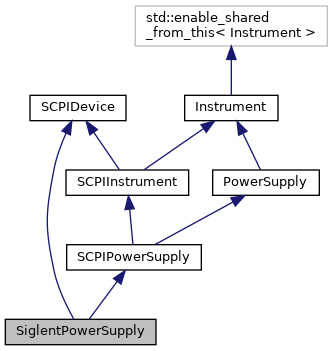 std::enable_shared
_from_this< Instrument >
SCPIDevice
Instrument
SCPIInstrument
PowerSupply
SCPIPowerSupply
SiglentPowerSupply